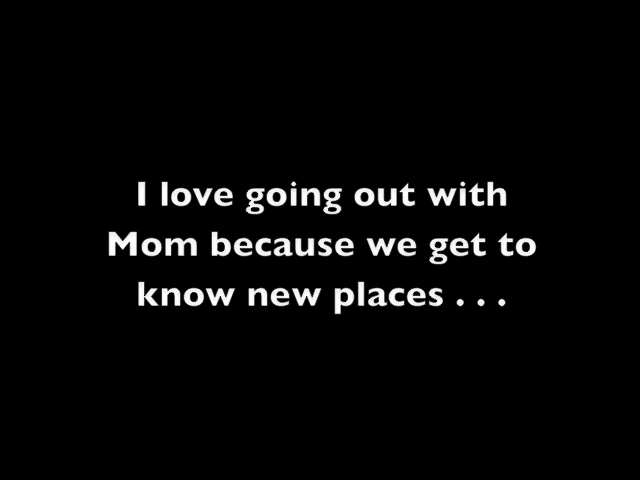 I love going out with
Mom because we get to
know new places . . .